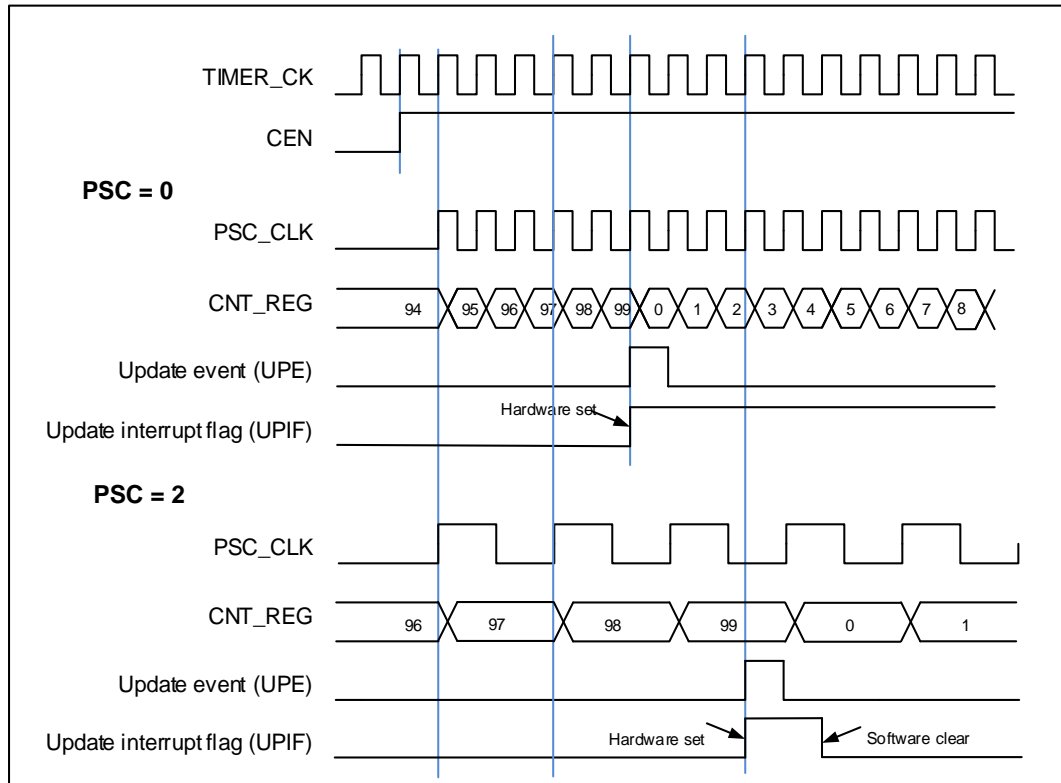 TIMER_CK
CEN
PSC = 0
PSC_CLK
CNT_REG 94 95 96 97 98 99 0 1 2 3 4 5 6 7 8
Update event (UPE)
Hardware set
Update interrupt flag (UPIF)
PSC = 2
PSC_CLK
CNT_REG 96 97 98 99 0 1
Update event (UPE)
Update interrupt flag (UPIF) Hardware set Software clear